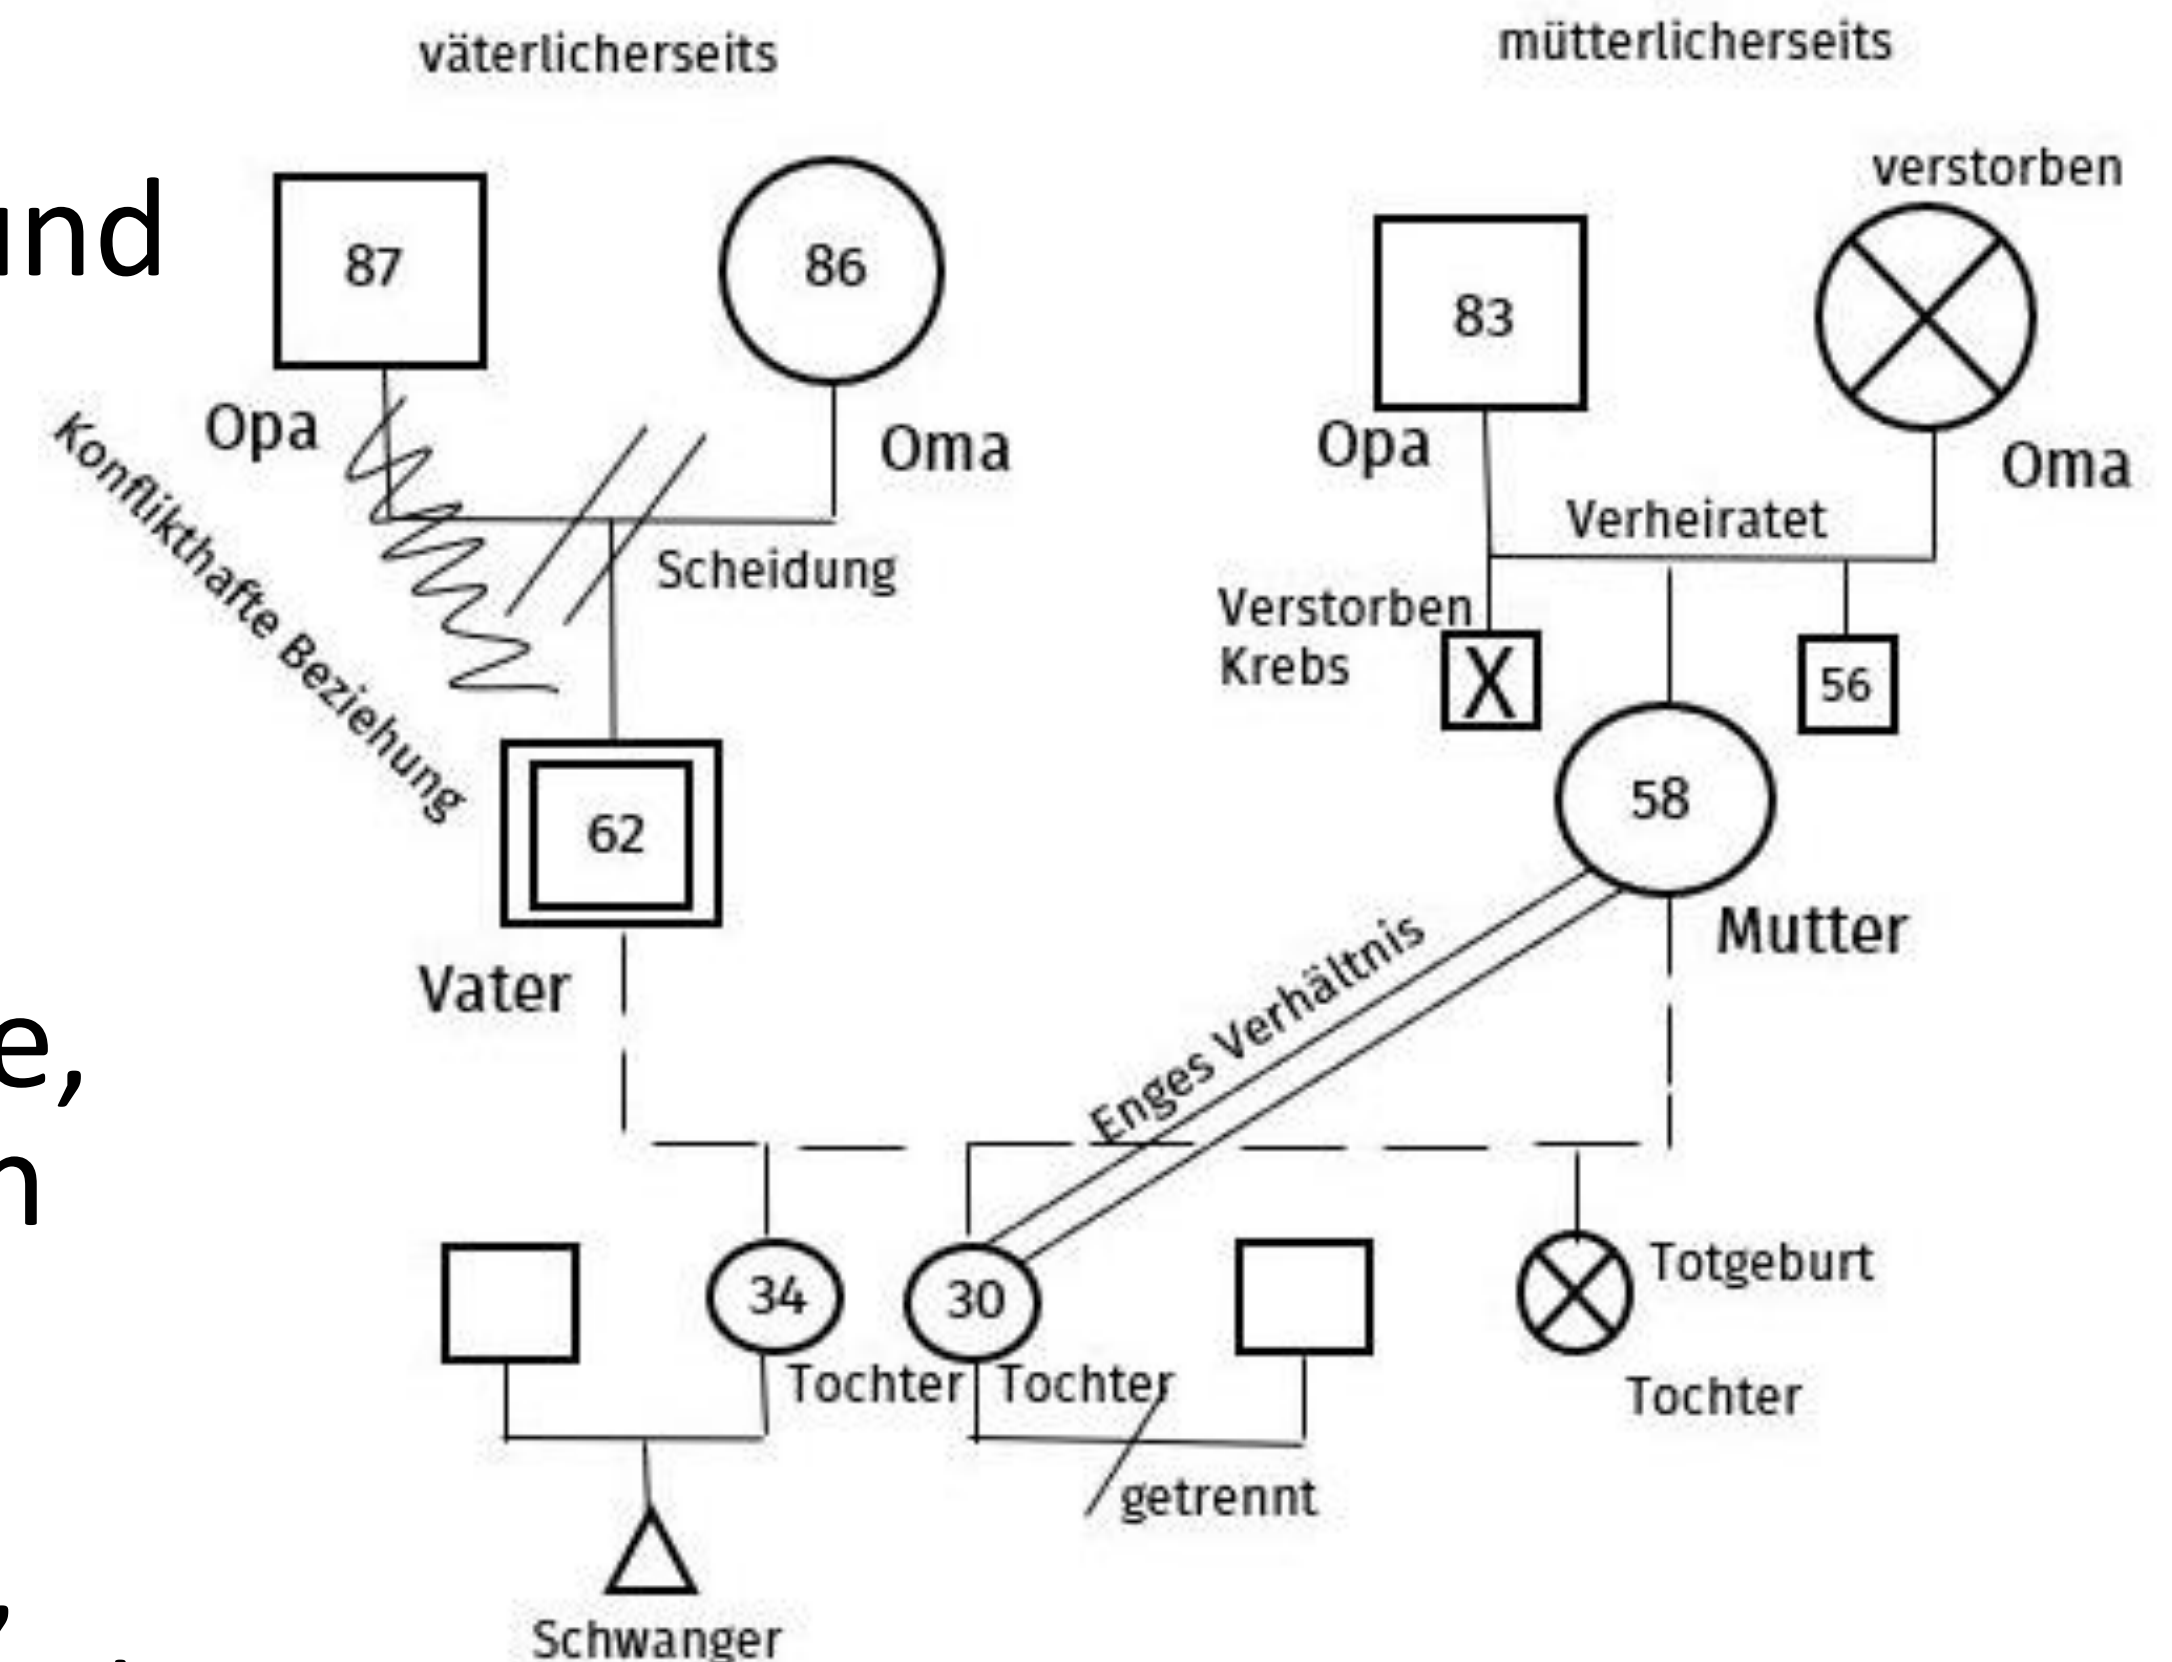 väterlicherseits
mütterlicherseits
verstorben
und
87
86
83
Opa
Oma
Opa
Oma
Konflikthafte Beziehung
Scheidung
Verheiratet
Verstorben
Krebs
X
56
62
58
Vater
Mutter
Enges Verhältnis
e,
n
34
30
Totgeburt
Tochter
Tochter
Tochter
getrennt
Schwanger